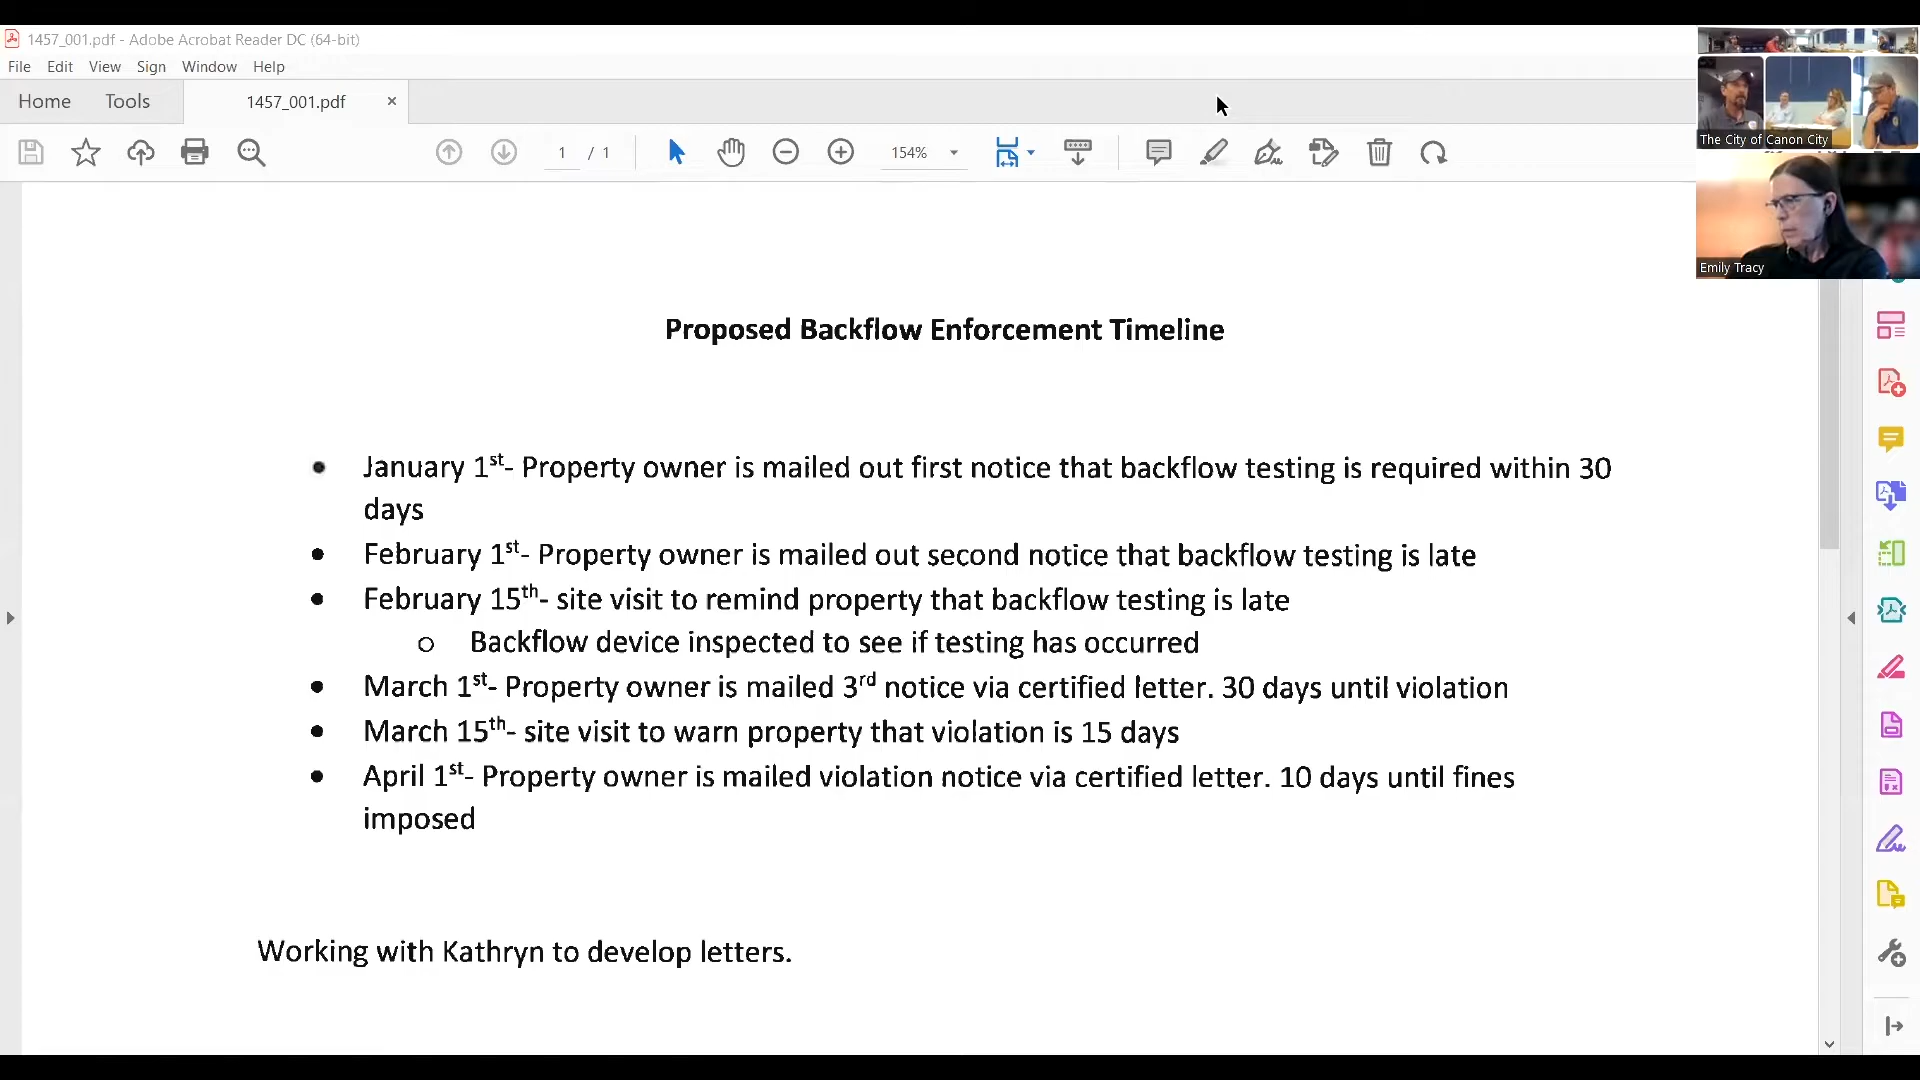 1457_001.pdf - Adobe Acrobat Reader DC (64-bit)
File Edit View Sign Window Help
Home Tools 1457_001.pdf ×
1 / 1 154%
The City of Canon City
Emily Tracy
Proposed Backflow Enforcement Timeline
• January 1st- Property owner is mailed out first notice that backflow testing is required within 30
days
• February 1st- Property owner is mailed out second notice that backflow testing is late
• February 15th- site visit to remind property that backflow testing is late
o Backflow device inspected to see if testing has occurred
• March 1st- Property owner is mailed 3rd notice via certified letter. 30 days until violation
• March 15th- site visit to warn property that violation is 15 days
• April 1st- Property owner is mailed violation notice via certified letter. 10 days until fines
imposed
Working with Kathryn to develop letters.